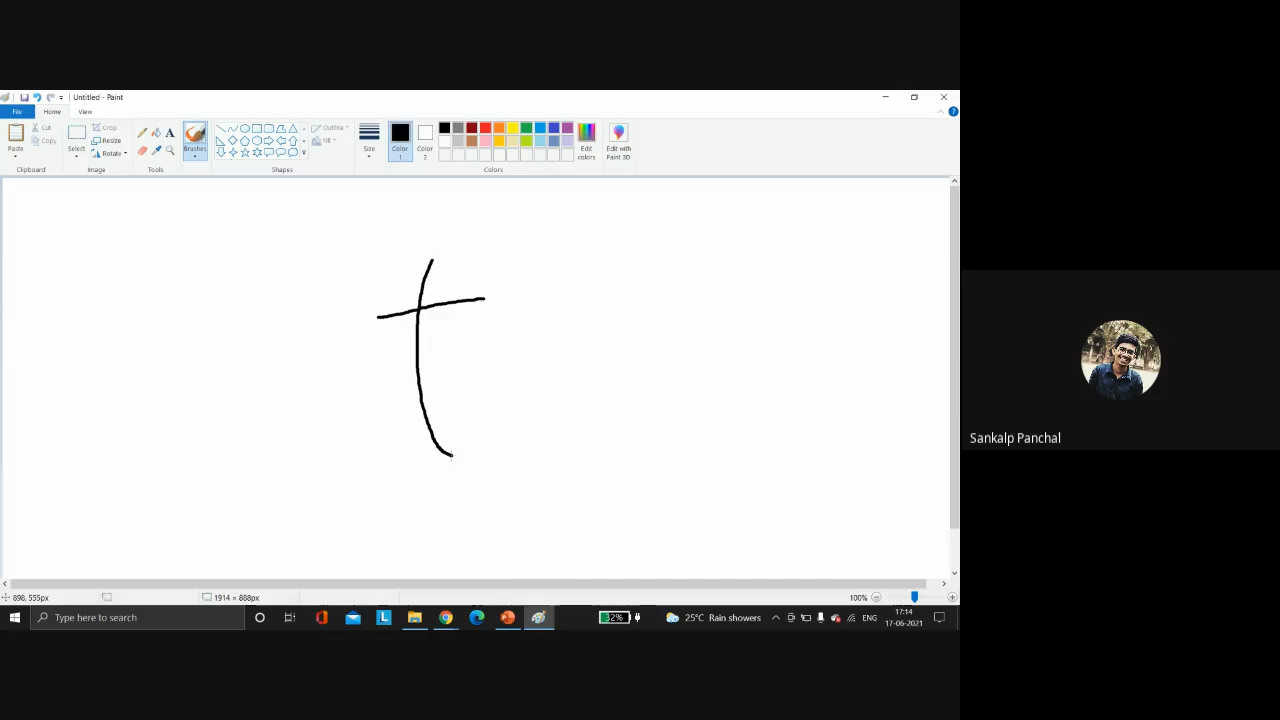 Untitled - Paint
File Home View
Paste
Cut
Copy
Clipboard
Select
Crop
Resize
Rotate
Image
A
Tools
Brushes
Outline
Fill
Shapes
Size
Color 1
Color 2
Edit colors
Edit with Paint 3D
Colors
t
898, 555px
1914 × 888px
100%
Type here to search
32%
25°C Rain showers
ENG
17:14
17-06-2021
Sankalp Panchal